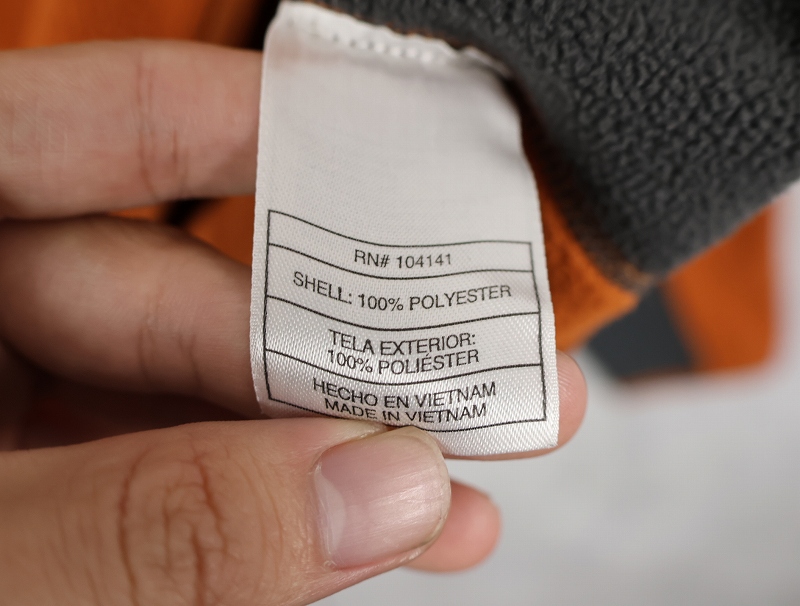 RN# 104141
SHELL: 100% POLYESTER
TELA EXTERIOR:
100% POLIÉSTER
HECHO EN VIETNAM
MADE IN VIETNAM